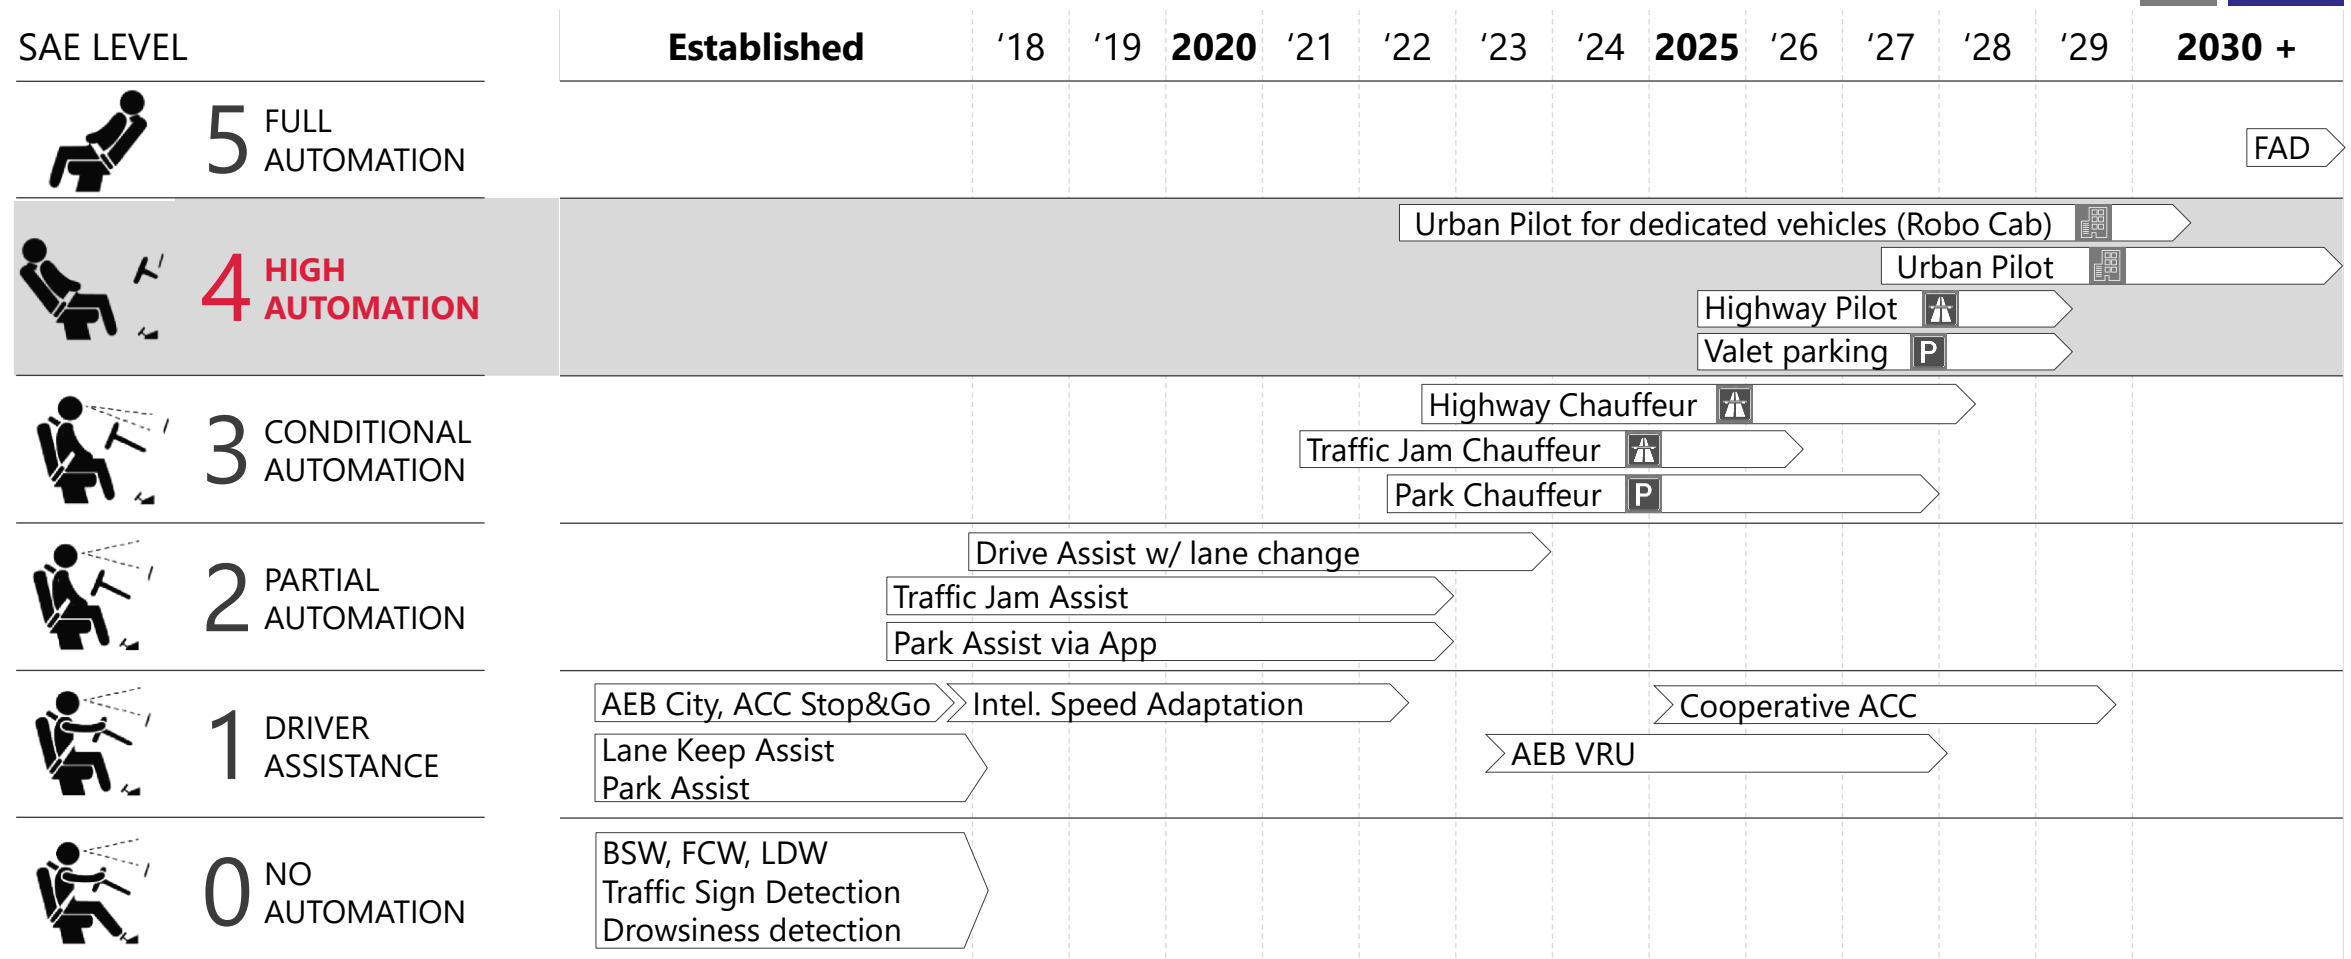 SAE LEVEL Established ‘18 ‘19 2020 ‘21 ‘22 ‘23 ‘24 2025 ‘26 ‘27 ‘28 ‘29 2030 +
5 FULL
AUTOMATION
FAD
4 HIGH
AUTOMATION
Urban Pilot for dedicated vehicles (Robo Cab)
Urban Pilot
Highway Pilot
Valet parking P
3 CONDITIONAL
AUTOMATION
Highway Chauffeur
Traffic Jam Chauffeur
Park Chauffeur P
2 PARTIAL
AUTOMATION
Drive Assist w/ lane change
Traffic Jam Assist
Park Assist via App
1 DRIVER
ASSISTANCE
AEB City, ACC Stop&Go Intel. Speed Adaptation Cooperative ACC
Lane Keep Assist
Park Assist
AEB VRU
0 NO
AUTOMATION
BSW, FCW, LDW
Traffic Sign Detection
Drowsiness detection